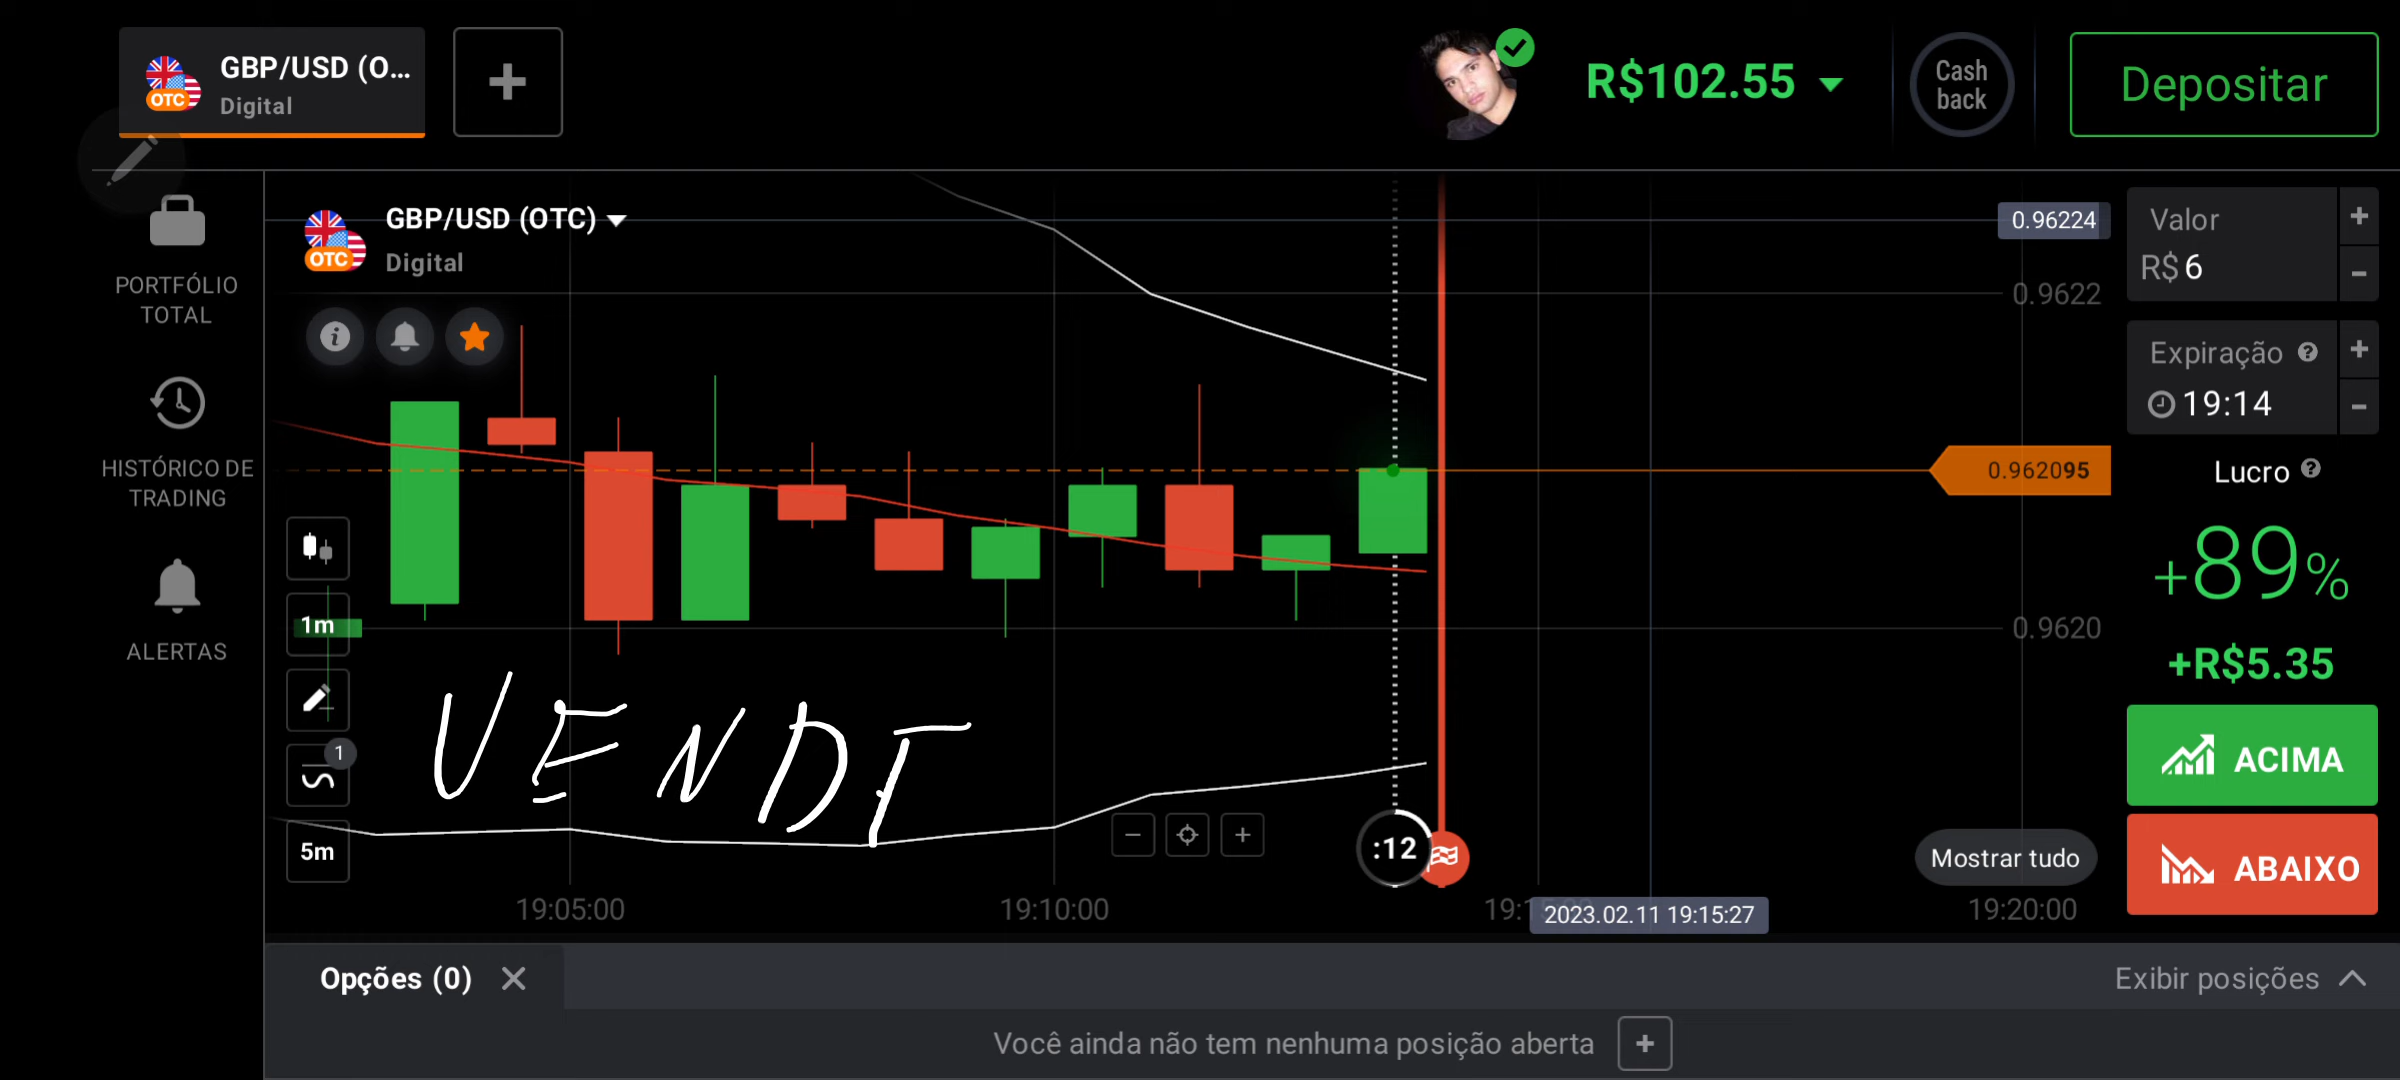 GBP/USD (O...
OTC
Digital
R$102.55
Cash
back
Depositar
PORTFÓLIO
TOTAL
HISTÓRICO DE
TRADING
ALERTAS
GBP/USD (OTC)
OTC
Digital
1m
1
5m
VENDI
:12
0.96224
0.9622
0.962095
0.9620
Mostrar tudo
19:05:00
19:10:00
2023.02.11 19:15:27
19:20:00
Valor
R$ 6
+
−
Expiração ?
19:14
+
−
Lucro ?
+89%
+R$5.35
ACIMA
ABAIXO
Opções (0)
Exibir posições
Você ainda não tem nenhuma posição aberta +